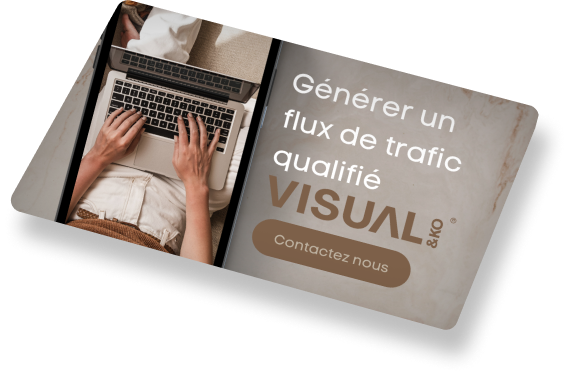 Générer un
flux de trafic
qualifié
VISUAL
&KO
®
Contactez nous